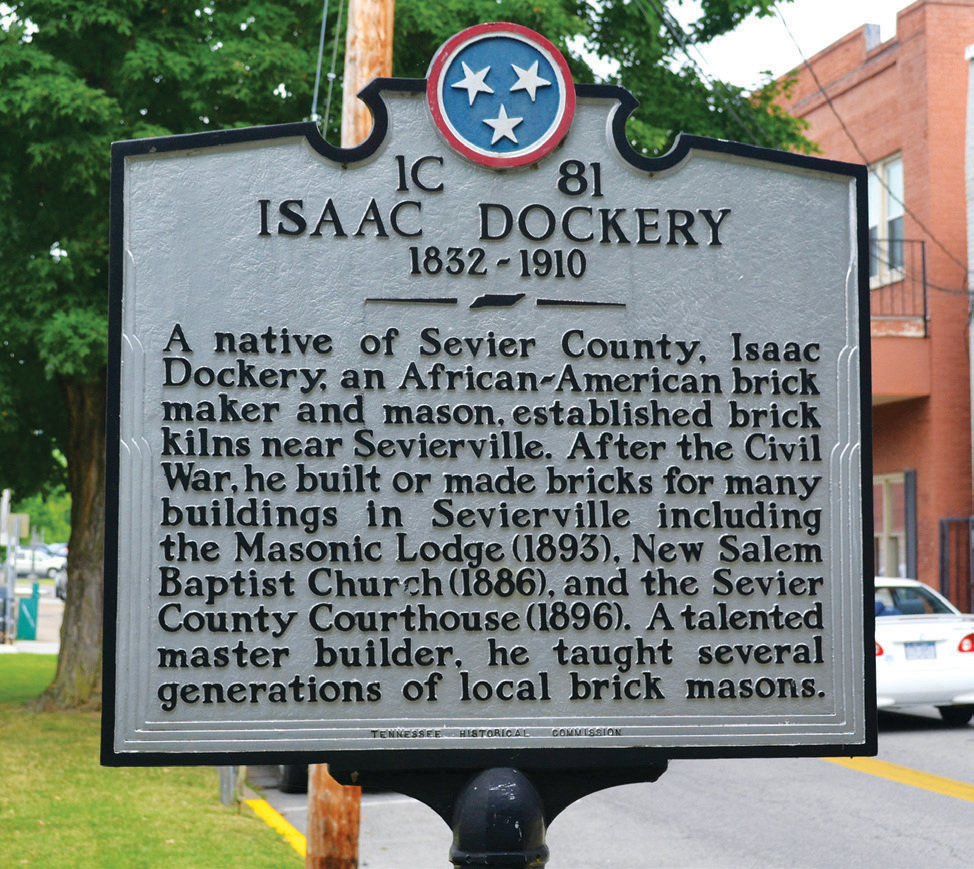 1C 81
ISAAC DOCKERY
1832 - 1910
A native of Sevier County, Isaac
Dockery, an African-American brick
maker and mason, established brick
kilns near Sevierville. After the Civil
War, he built or made bricks for many
buildings in Sevierville including
the Masonic Lodge (1893), New Salem
Baptist Church (1886), and the Sevier
County Courthouse (1896). A talented
master builder, he taught several
generations of local brick masons.
TENNESSEE HISTORICAL COMMISSION